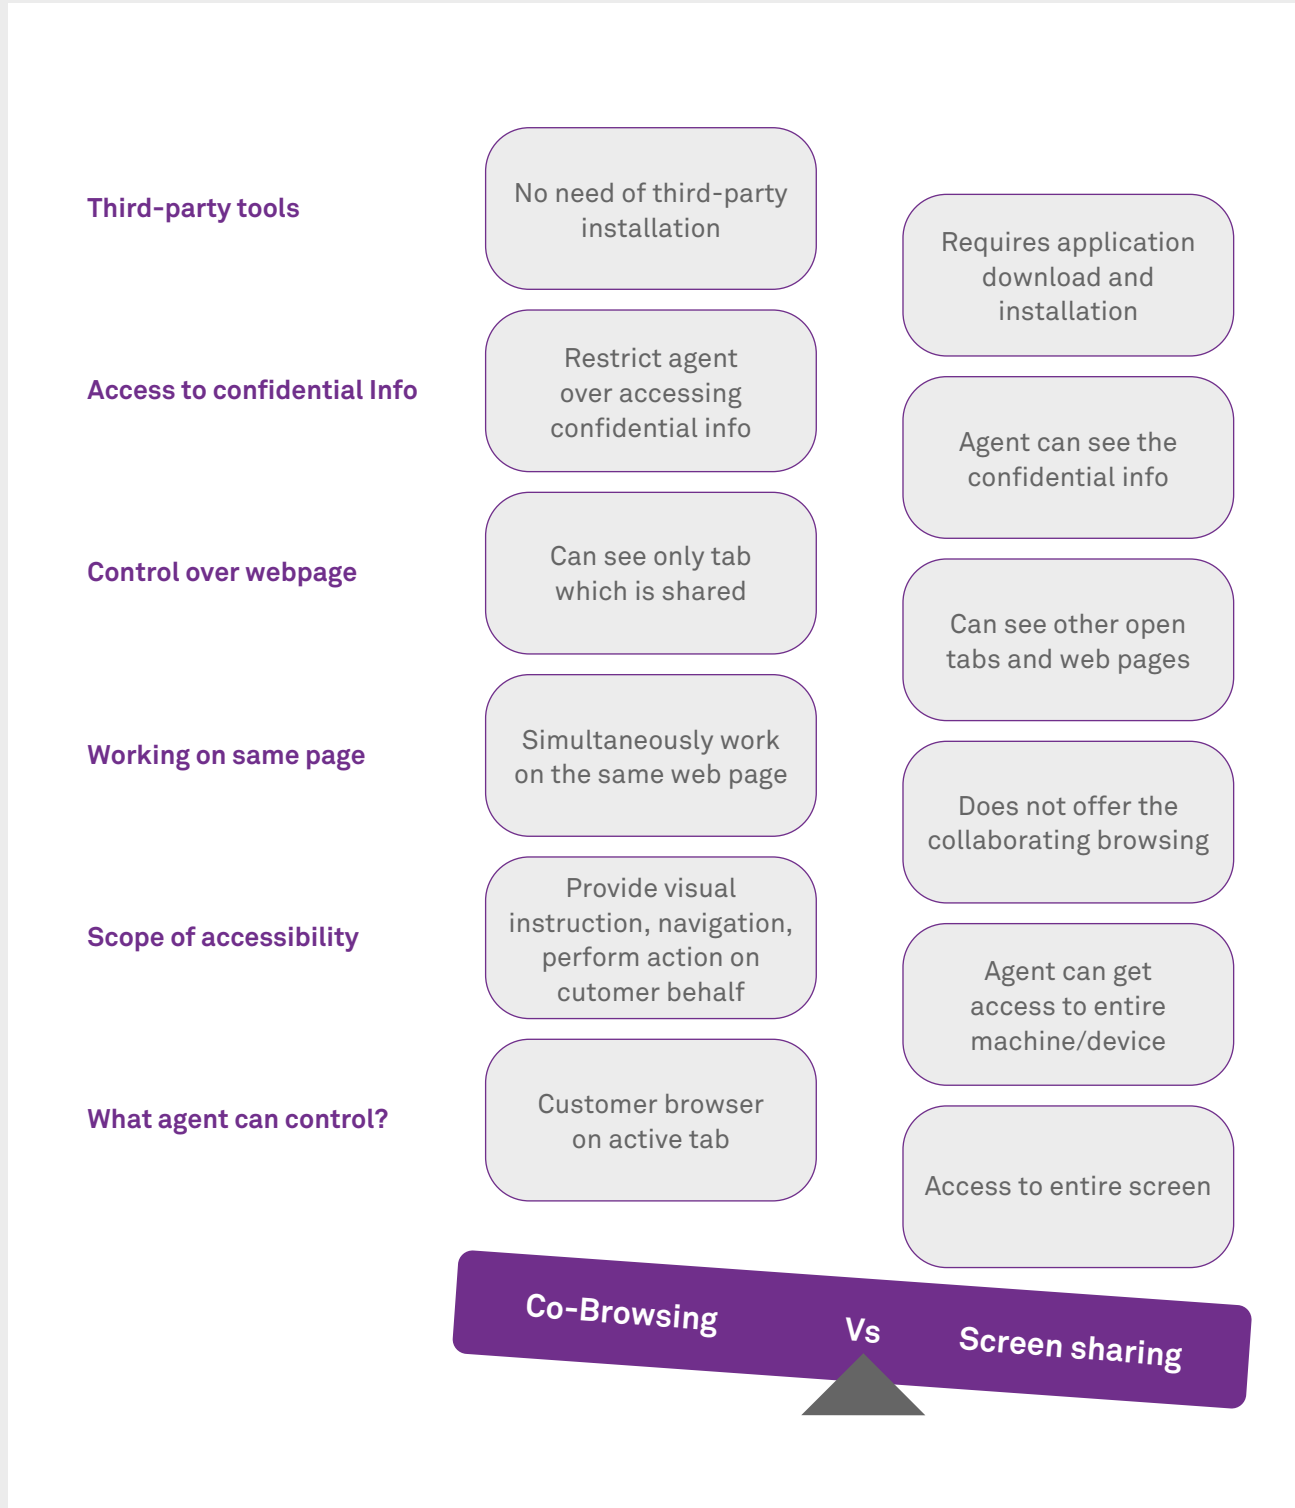 Third-party tools
No need of third-party
installation
Requires application
download and
installation
Access to confidential Info
Restrict agent
over accessing
confidential info
Agent can see the
confidential info
Control over webpage
Can see only tab
which is shared
Can see other open
tabs and web pages
Working on same page
Simultaneously work
on the same web page
Does not offer the
collaborating browsing
Scope of accessibility
Provide visual
instruction, navigation,
perform action on
cutomer behalf
Agent can get
access to entire
machine/device
What agent can control?
Customer browser
on active tab
Access to entire screen
Co-Browsing Vs Screen sharing